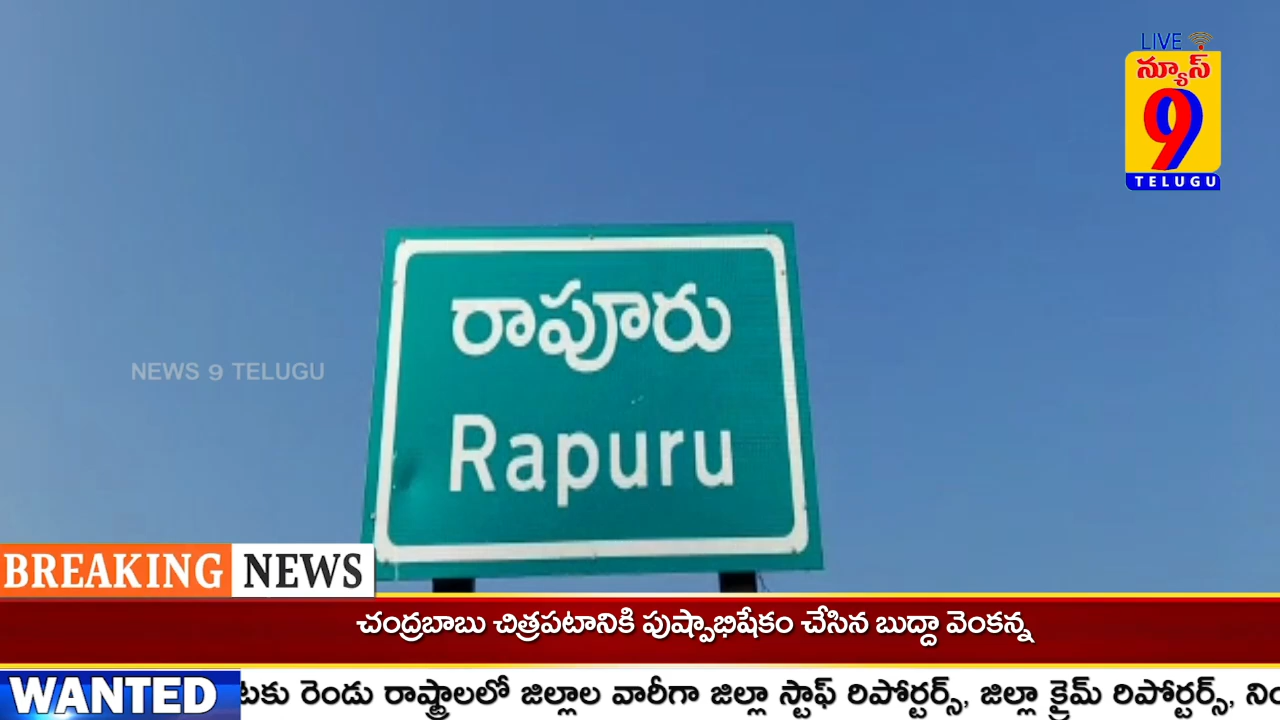 LIVE
న్యూస్
9
TELUGU
రాపూరు
Rapuru
NEWS 9 TELUGU
BREAKING NEWS
చంద్రబాబు చిత్రపటానికి పుష్పాభిషేకం చేసిన బుద్దా వెంకన్న
WANTED టకు రెండు రాష్ట్రాలలో జిల్లాల వారీగా జిల్లా స్టాఫ్ రిపోర్టర్స్, జిల్లా క్రైమ్ రిపోర్టర్స్,